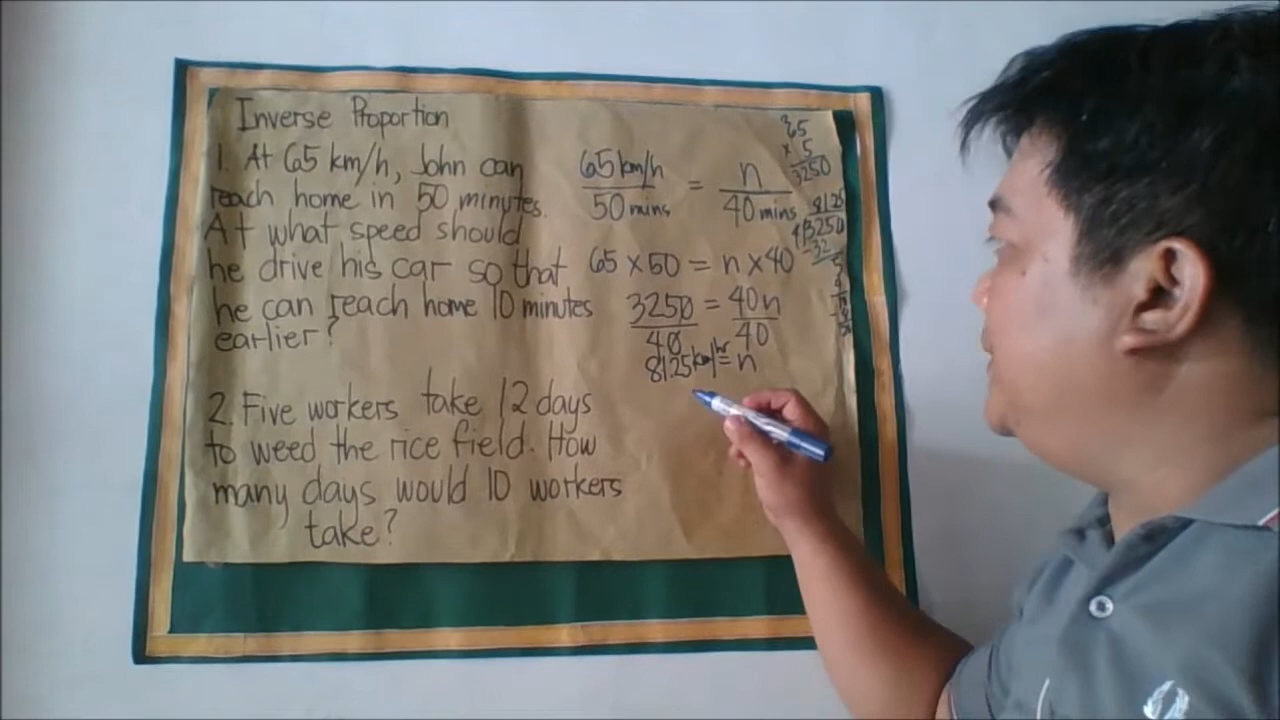 Inverse Proportion
1. At 65 km/h, John can
reach home in 50 minutes.
At what speed should
he drive his car so that
he can reach home 10 minutes
earlier?
2. Five workers take 12 days
to weed the rice field. How
many days would 10 workers
take?
65 km/h = n
50 mins 40 mins
65 × 50 = n × 40
3250 = 40n
40 40
81.25 km/hr = n
65
× 5
3250
8125
3250
-32